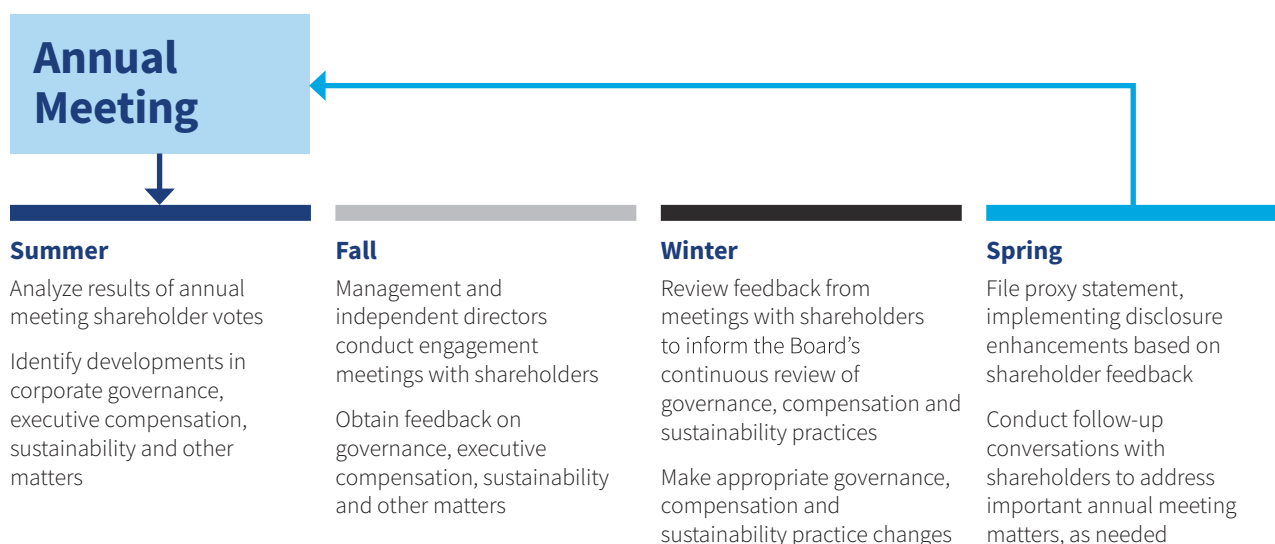 Annual
Meeting
Summer
Analyze results of annual
meeting shareholder votes
Identify developments in
corporate governance,
executive compensation,
sustainability and other
matters
Fall
Management and
independent directors
conduct engagement
meetings with shareholders
Obtain feedback on
governance, executive
compensation, sustainability
and other matters
Winter
Review feedback from
meetings with shareholders
to inform the Board’s
continuous review of
governance, compensation and
sustainability practices
Make appropriate governance,
compensation and
sustainability practice changes
Spring
File proxy statement,
implementing disclosure
enhancements based on
shareholder feedback
Conduct follow-up
conversations with
shareholders to address
important annual meeting
matters, as needed